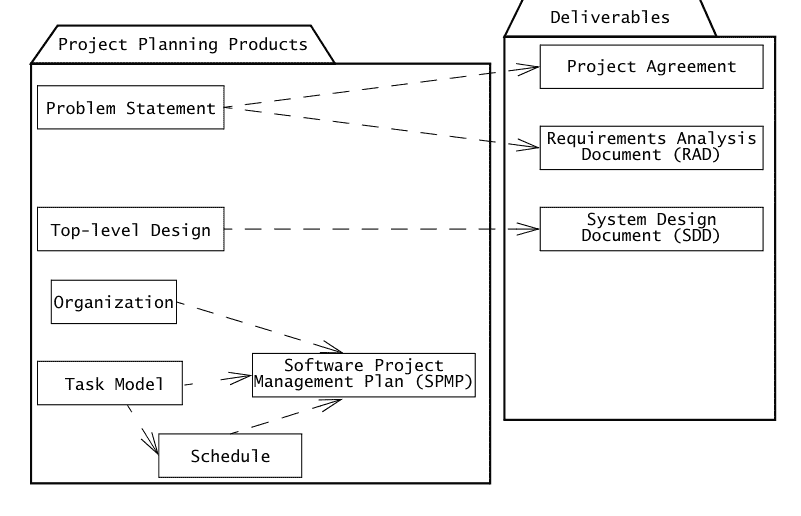 Project Planning Products
Problem Statement
Top-level Design
Organization
Task Model
Schedule
Software Project
Management Plan (SPMP)
Deliverables
Project Agreement
Requirements Analysis
Document (RAD)
System Design
Document (SDD)